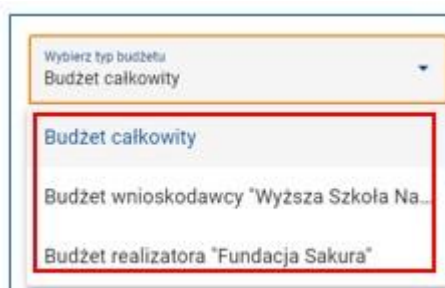 Wybierz typ budżetu
Budżet całkowity
Budżet całkowity
Budżet wnioskodawcy "Wyższa Szkoła Na...
Budżet realizatora "Fundacja Sakura"